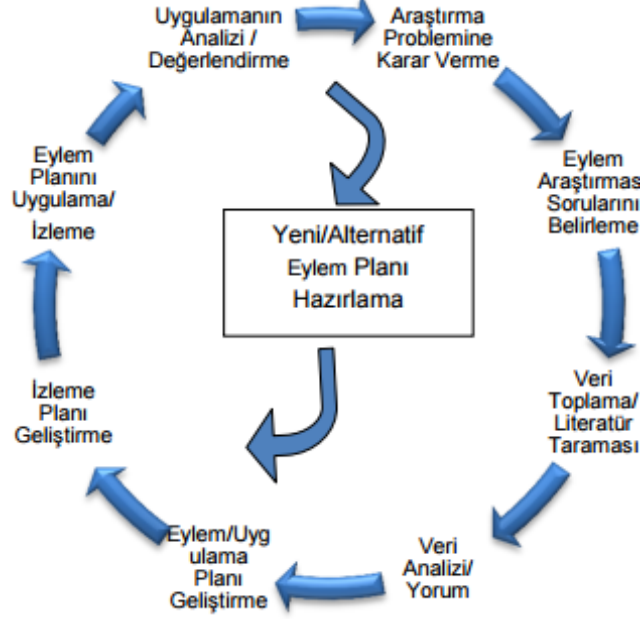 Uygulamanın
Analizi /
Değerlendirme
Araştırma
Problemine
Karar Verme
Eylem
Araştırmas
Sorularını
Belirleme
Veri
Toplama/
Literatür
Taraması
Veri
Analizi/
Yorum
Eylem/Uyg
ulama
Planı
Geliştirme
İzleme
Planı
Geliştirme
Eylem
Planını
Uygulama/
İzleme
Yeni/Alternatif
Eylem Planı
Hazırlama